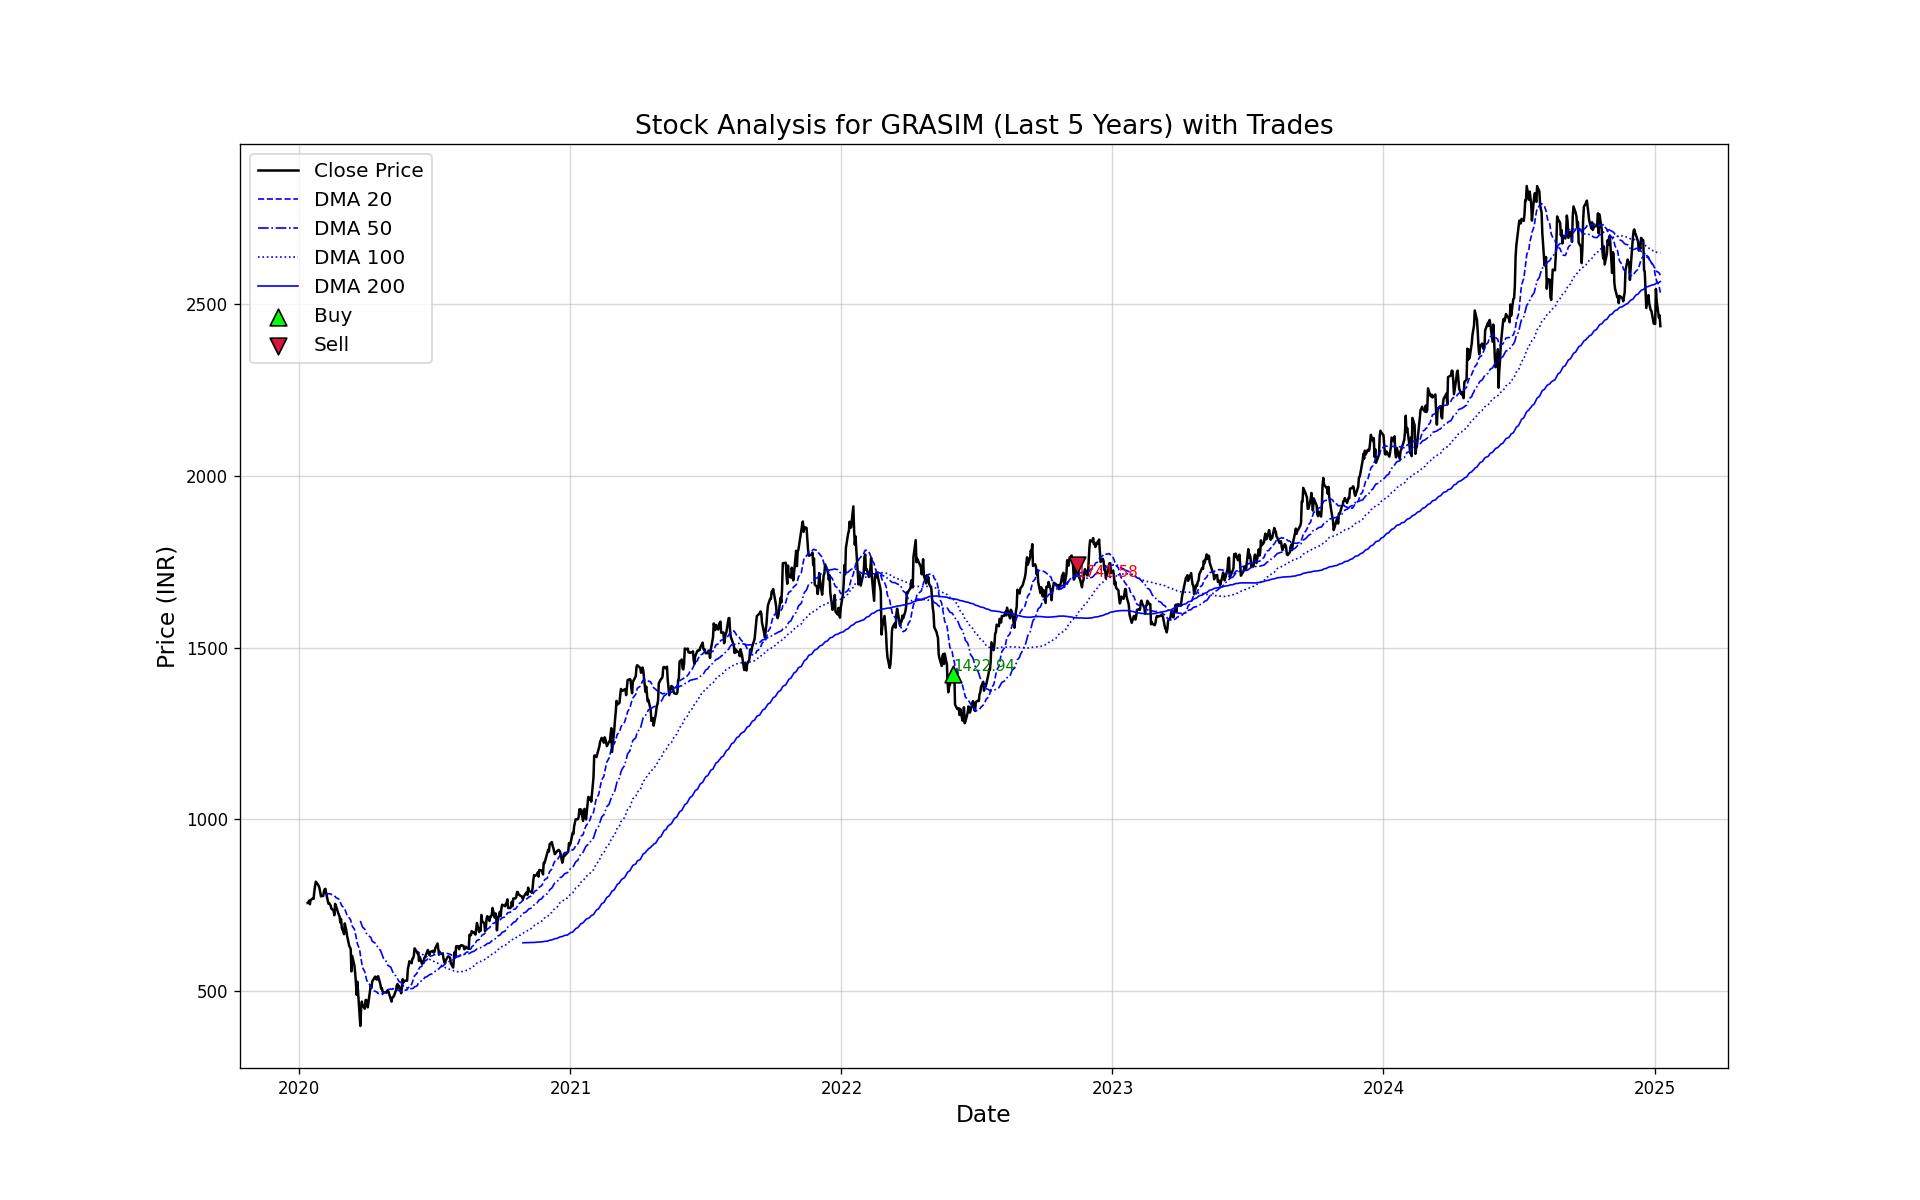 Stock Analysis for GRASIM (Last 5 Years) with Trades
Close Price
DMA 20
DMA 50
DMA 100
DMA 200
Buy
Sell
Price (INR)
2500
2000
1500
1000
500
1422.94
2020
2021
2022
2023
2024
2025
Date